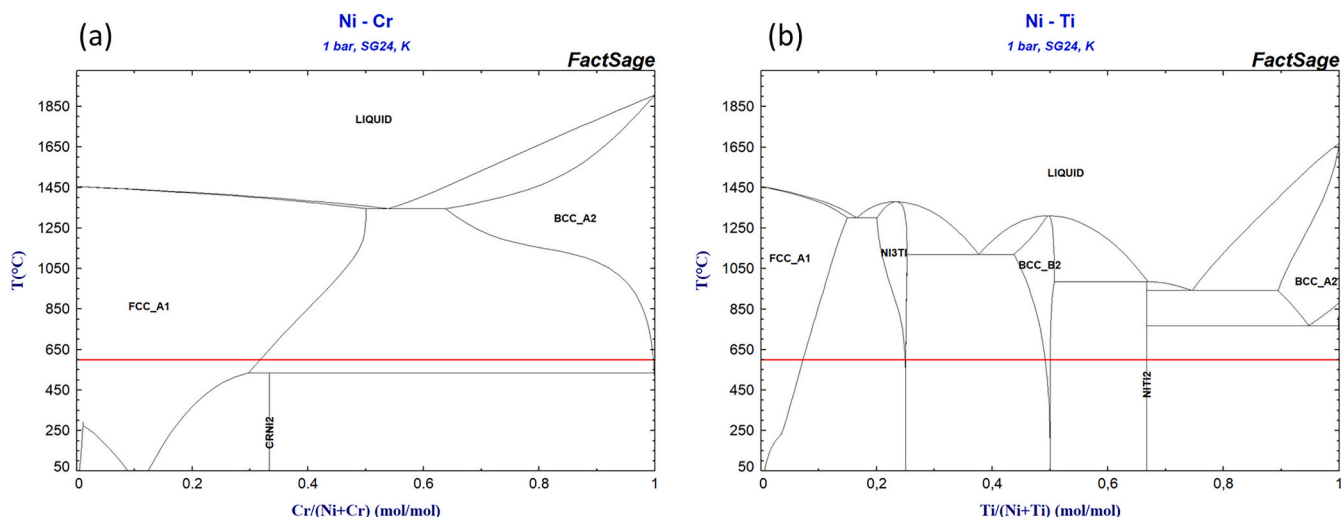 (a)
Ni - Cr
1 bar, SG24, K
FactSage
1850
1650
1450
1250
1050
850
650
450
250
50
T(°C)
LIQUID
BCC_A2
FCC_A1
CRNI2
0
0.2
0.4
0.6
0.8
1
Cr/(Ni+Cr) (mol/mol)
(b)
Ni - Ti
1 bar, SG24, K
FactSage
1850
1650
1450
1250
1050
850
650
450
250
50
T(°C)
LIQUID
FCC_A1
NI3TI
BCC_B2
BCC_A2
NITI2
0
0,2
0,4
0,6
0,8
1
Ti/(Ni+Ti) (mol/mol)